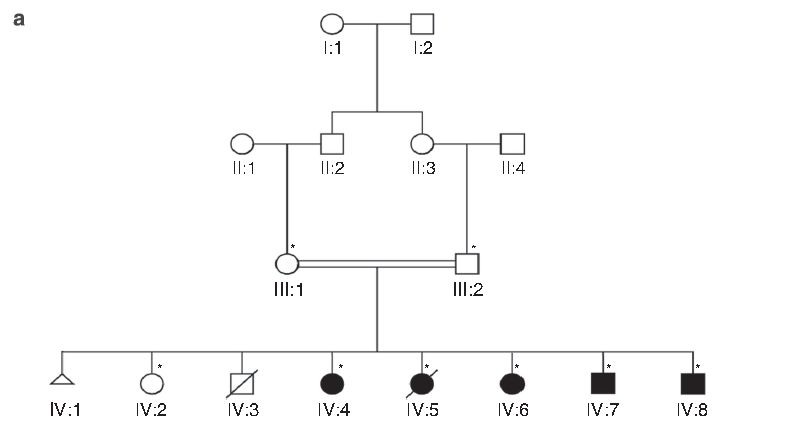 a
I:1 I:2
II:1 II:2 II:3 II:4
* *
III:1 III:2
* * * * * *
IV:1 IV:2 IV:3 IV:4 IV:5 IV:6 IV:7 IV:8